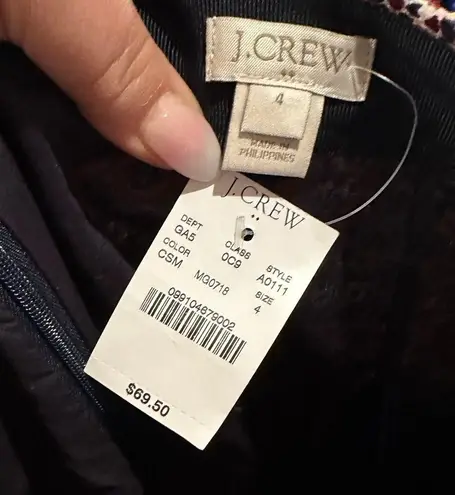 J.CREW
4
MADE IN
PHILIPPINES
J.CREW
DEPT CLASS STYLE
GA5 0C9 A0111
COLOR SIZE
CSM MG0718 4
099104879002
$69.50